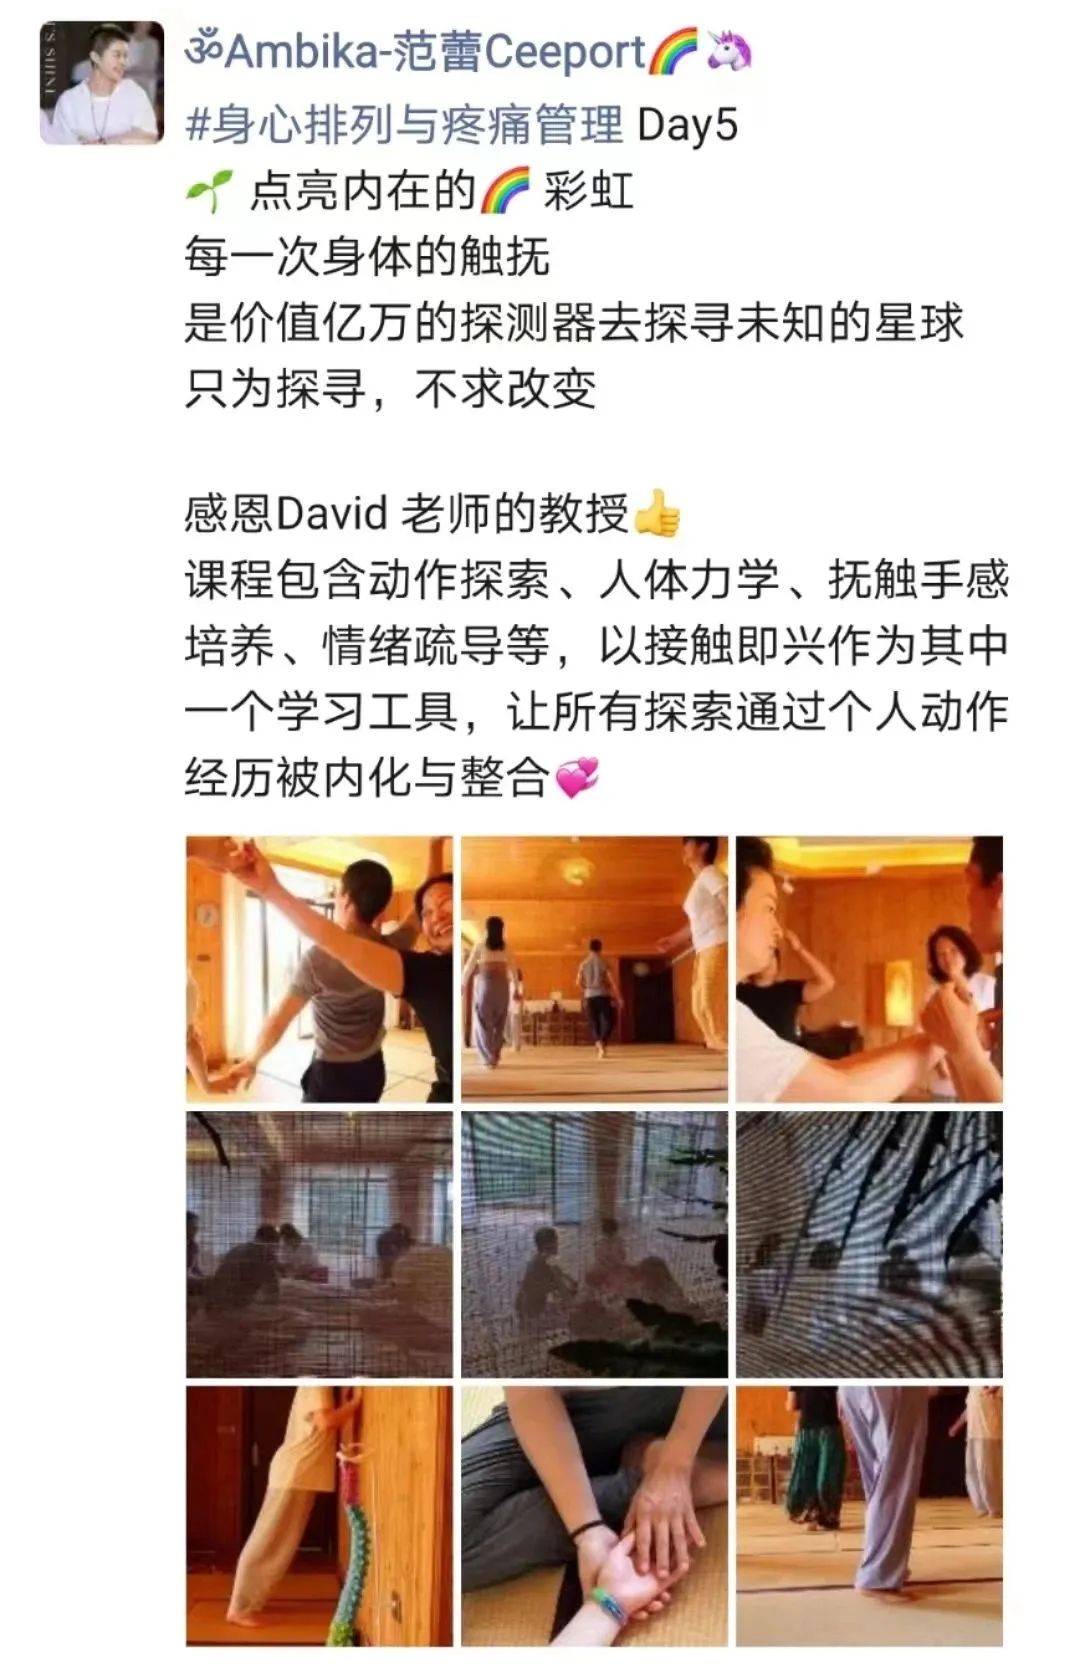 ॐAmbika-范蕾Ceeport🌈🦄
#身心排列与疼痛管理 Day5
🌱 点亮内在的🌈 彩虹
每一次身体的触抚
是价值亿万的探测器去探寻未知的星球
只为探寻，不求改变
感恩David 老师的教授👍
课程包含动作探索、人体力学、抚触手感
培养、情绪疏导等，以接触即兴作为其中
一个学习工具，让所有探索通过个人动作
经历被内化与整合💞